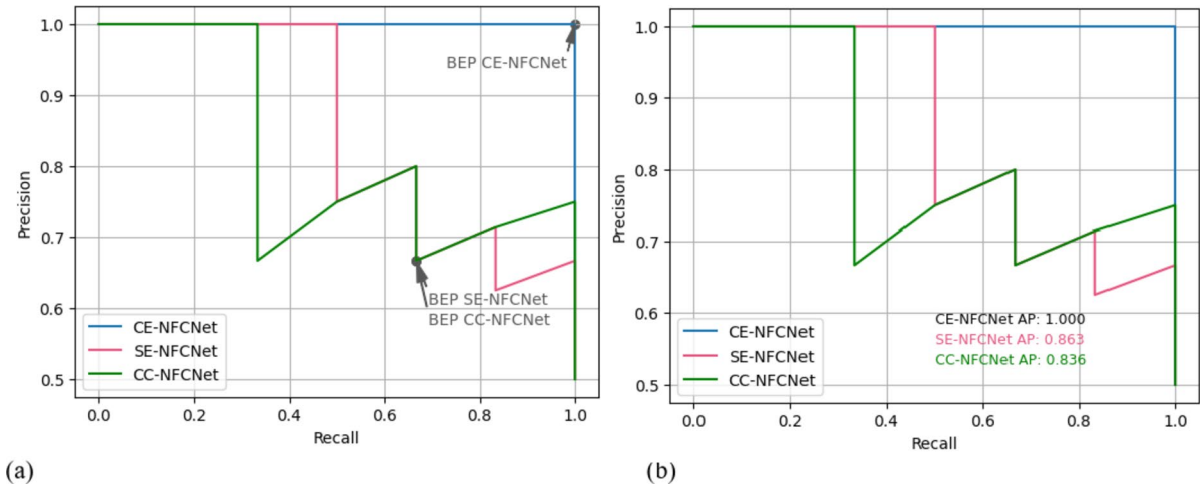 1.0
0.9
0.8
0.7
0.6
0.5
Precision
BEP CE-NFCNet
BEP SE-NFCNet
BEP CC-NFCNet
CE-NFCNet
SE-NFCNet
CC-NFCNet
0.0 0.2 0.4 0.6 0.8 1.0
Recall
(a)
1.0
0.9
0.8
0.7
0.6
0.5
Precision
CE-NFCNet AP: 1.000
SE-NFCNet AP: 0.863
CC-NFCNet AP: 0.836
CE-NFCNet
SE-NFCNet
CC-NFCNet
0.0 0.2 0.4 0.6 0.8 1.0
Recall
(b)